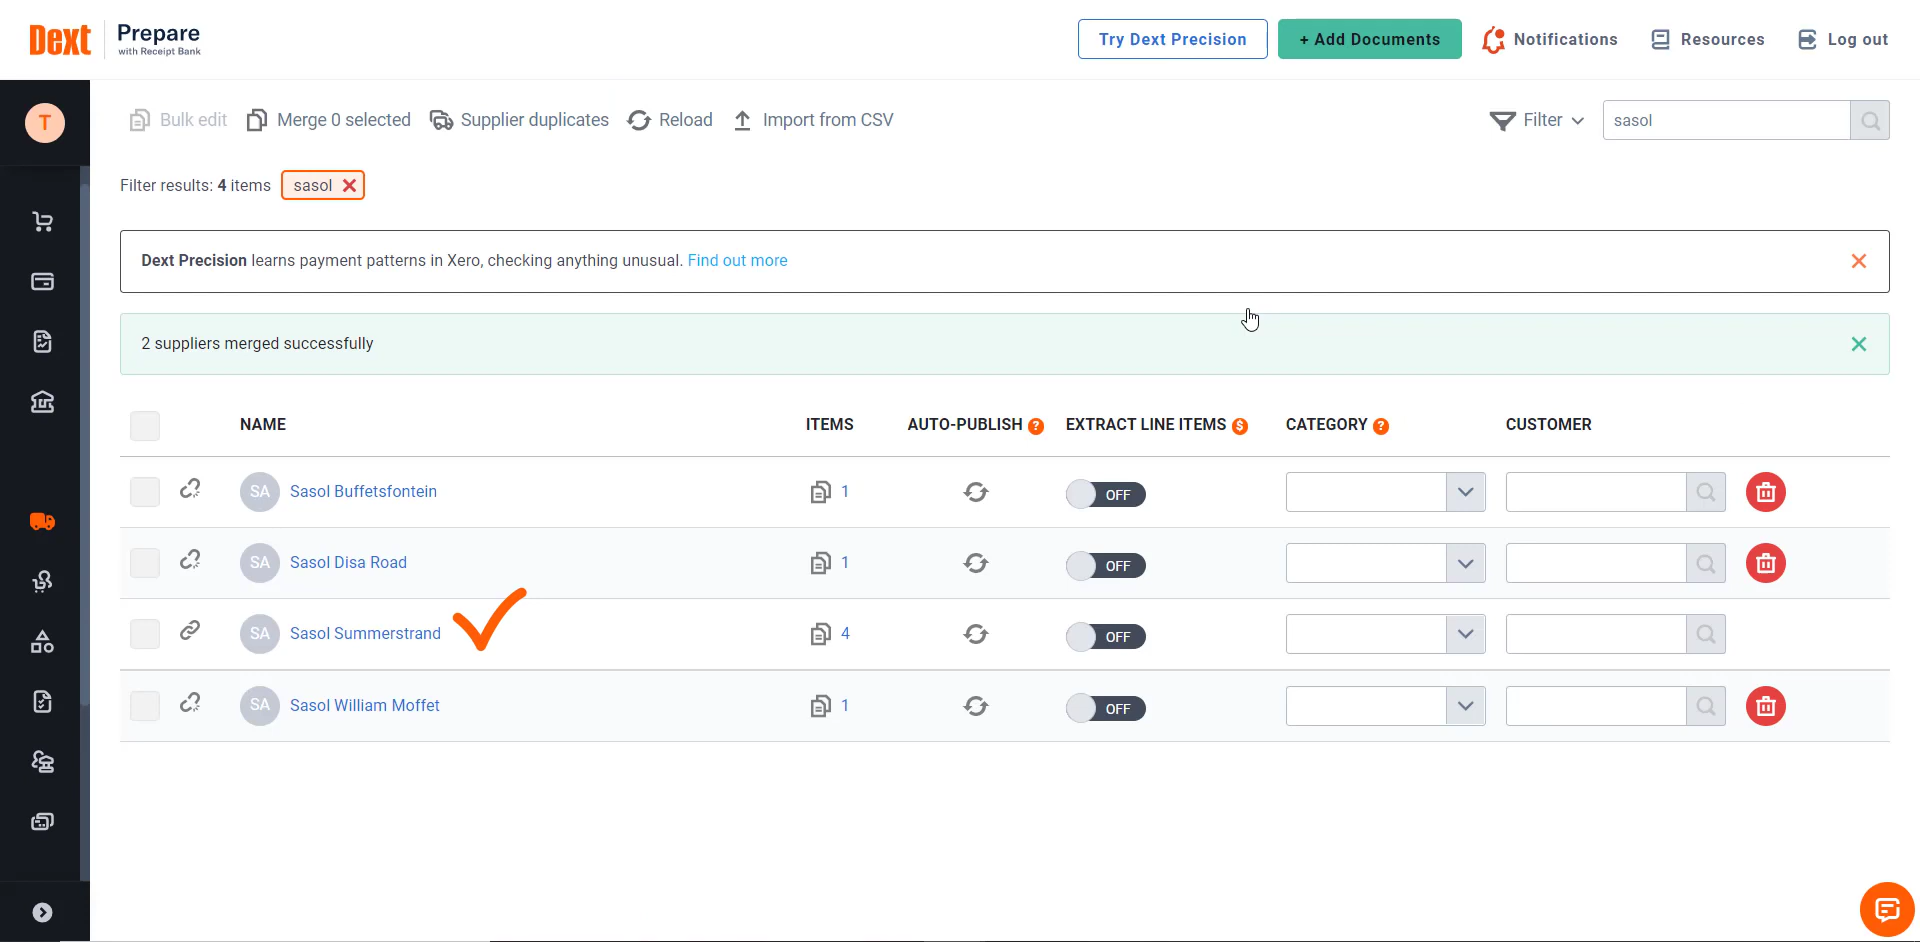 Dext Prepare
with Receipt Bank
Try Dext Precision + Add Documents Notifications Resources Log out
T
Bulk edit Merge 0 selected Supplier duplicates Reload Import from CSV Filter sasol
Filter results: 4 items sasol
Dext Precision learns payment patterns in Xero, checking anything unusual. Find out more
2 suppliers merged successfully
NAME ITEMS AUTO-PUBLISH ? EXTRACT LINE ITEMS $ CATEGORY ? CUSTOMER
SA Sasol Buffetsfontein 1 OFF
SA Sasol Disa Road 1 OFF
SA Sasol Summerstrand 4 OFF
SA Sasol William Moffet 1 OFF